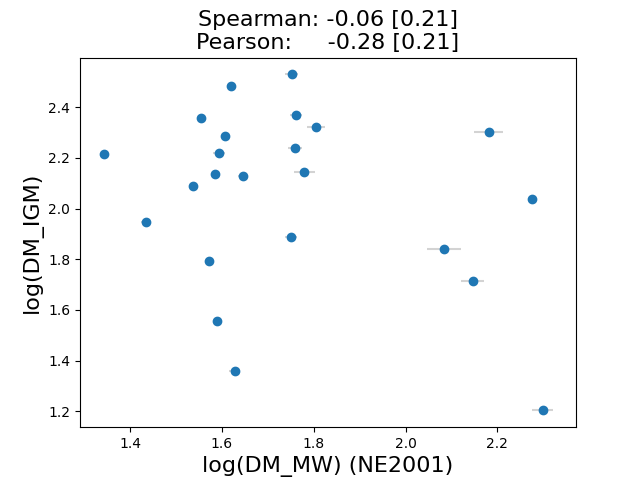 Spearman: -0.06 [0.21]
Pearson: -0.28 [0.21]
log(DM_IGM)
2.4
2.2
2.0
1.8
1.6
1.4
1.2
1.4 1.6 1.8 2.0 2.2
log(DM_MW) (NE2001)